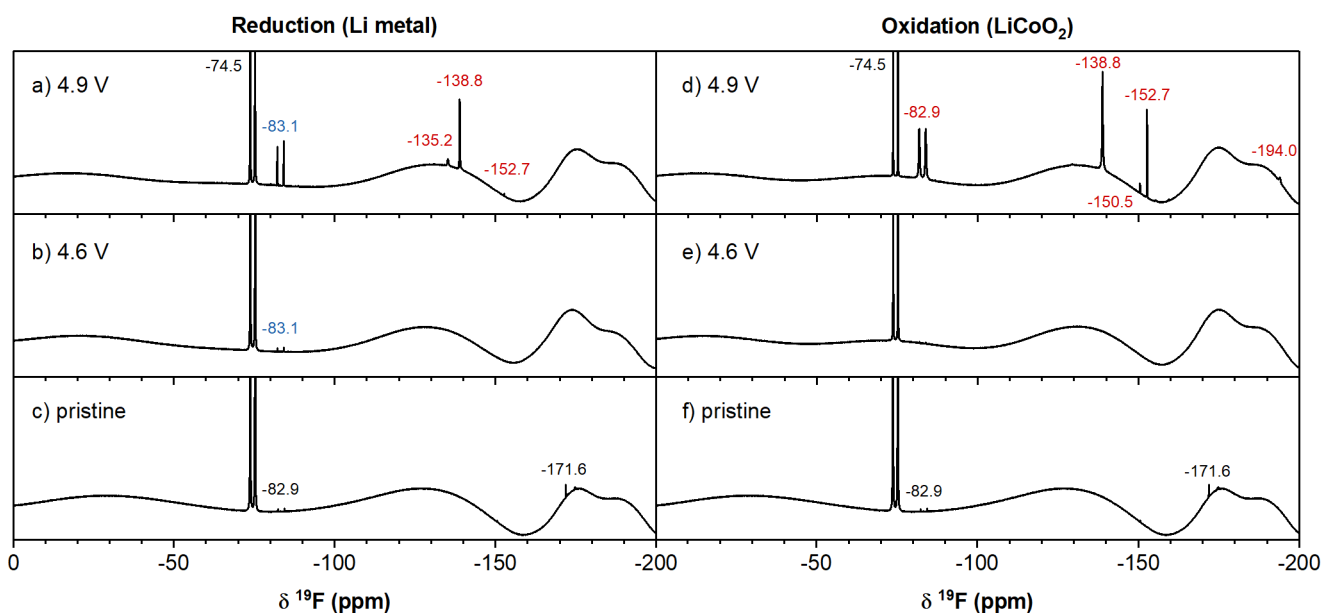 Reduction (Li metal)
Oxidation (LiCoO₂)
a) 4.9 V
-74.5
-83.1
-135.2
-138.8
-152.7
d) 4.9 V
-74.5
-82.9
-138.8
-152.7
-150.5
-194.0
b) 4.6 V
-83.1
e) 4.6 V
c) pristine
-82.9
-171.6
f) pristine
-82.9
-171.6
0 -50 -100 -150 -200
-50 -100 -150 -200
δ ¹⁹F (ppm)
δ ¹⁹F (ppm)